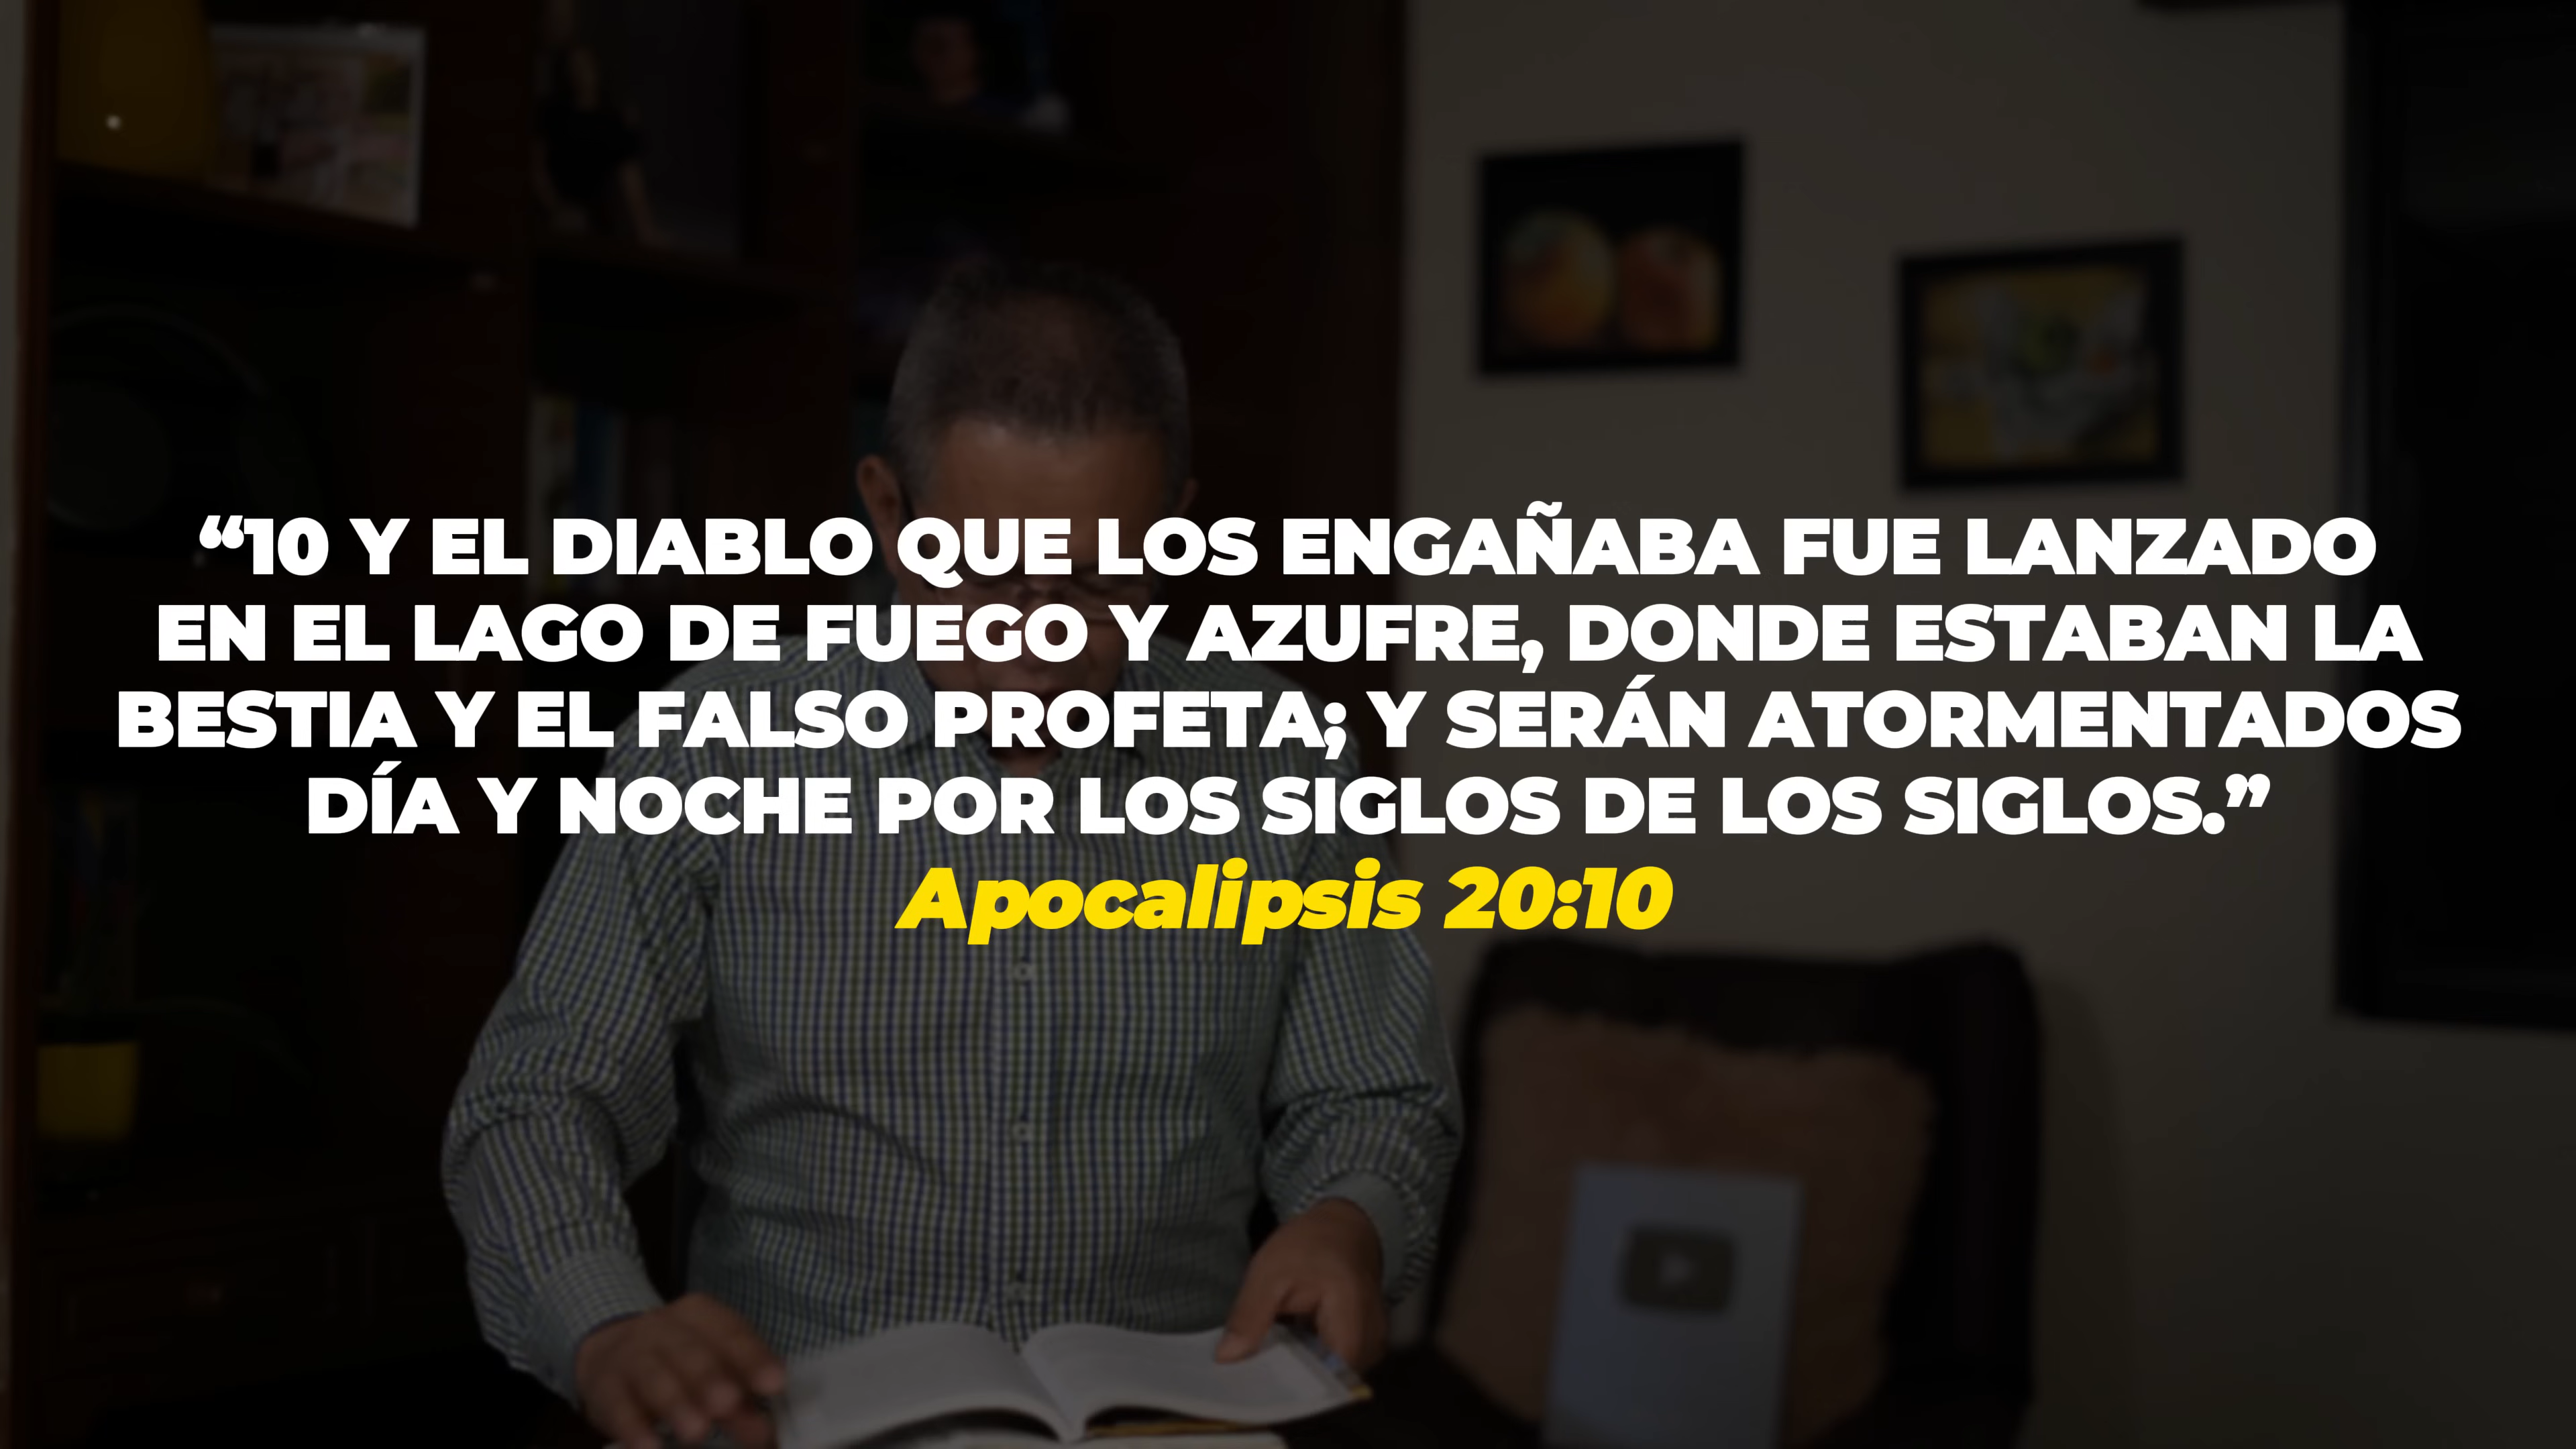 “10 Y EL DIABLO QUE LOS ENGAÑABA FUE LANZADO
EN EL LAGO DE FUEGO Y AZUFRE, DONDE ESTABAN LA
BESTIA Y EL FALSO PROFETA; Y SERÁN ATORMENTADOS
DÍA Y NOCHE POR LOS SIGLOS DE LOS SIGLOS.”
Apocalipsis 20:10